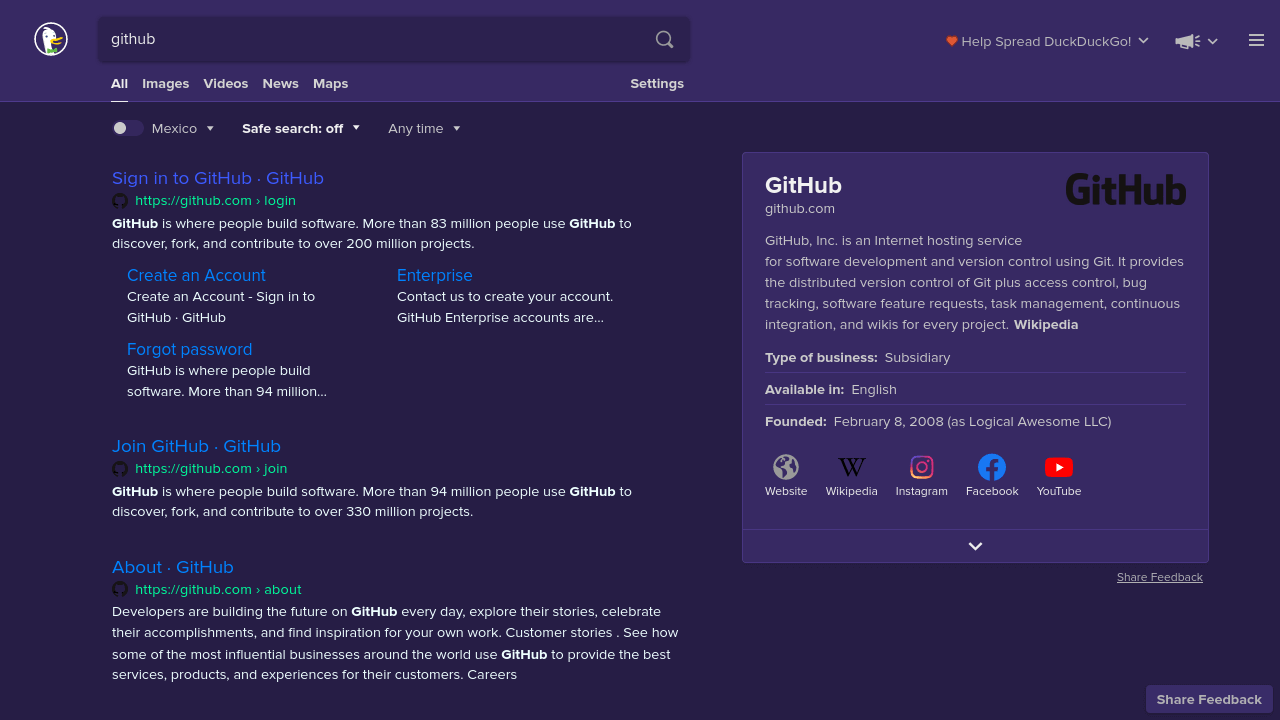 github
Help Spread DuckDuckGo!
All Images Videos News Maps Settings
Mexico Safe search: off Any time
Sign in to GitHub · GitHub
https://github.com › login
GitHub is where people build software. More than 83 million people use GitHub to
discover, fork, and contribute to over 200 million projects.
Create an Account
Create an Account - Sign in to
GitHub · GitHub
Enterprise
Contact us to create your account.
GitHub Enterprise accounts are...
Forgot password
GitHub is where people build
software. More than 94 million...
Join GitHub · GitHub
https://github.com › join
GitHub is where people build software. More than 94 million people use GitHub to
discover, fork, and contribute to over 330 million projects.
About · GitHub
https://github.com › about
Developers are building the future on GitHub every day, explore their stories, celebrate
their accomplishments, and find inspiration for your own work. Customer stories . See how
some of the most influential businesses around the world use GitHub to provide the best
services, products, and experiences for their customers. Careers
GitHub
GitHub
github.com
GitHub, Inc. is an Internet hosting service
for software development and version control using Git. It provides
the distributed version control of Git plus access control, bug
tracking, software feature requests, task management, continuous
integration, and wikis for every project. Wikipedia
Type of business: Subsidiary
Available in: English
Founded: February 8, 2008 (as Logical Awesome LLC)
W
Website Wikipedia Instagram Facebook YouTube
Share Feedback
Share Feedback